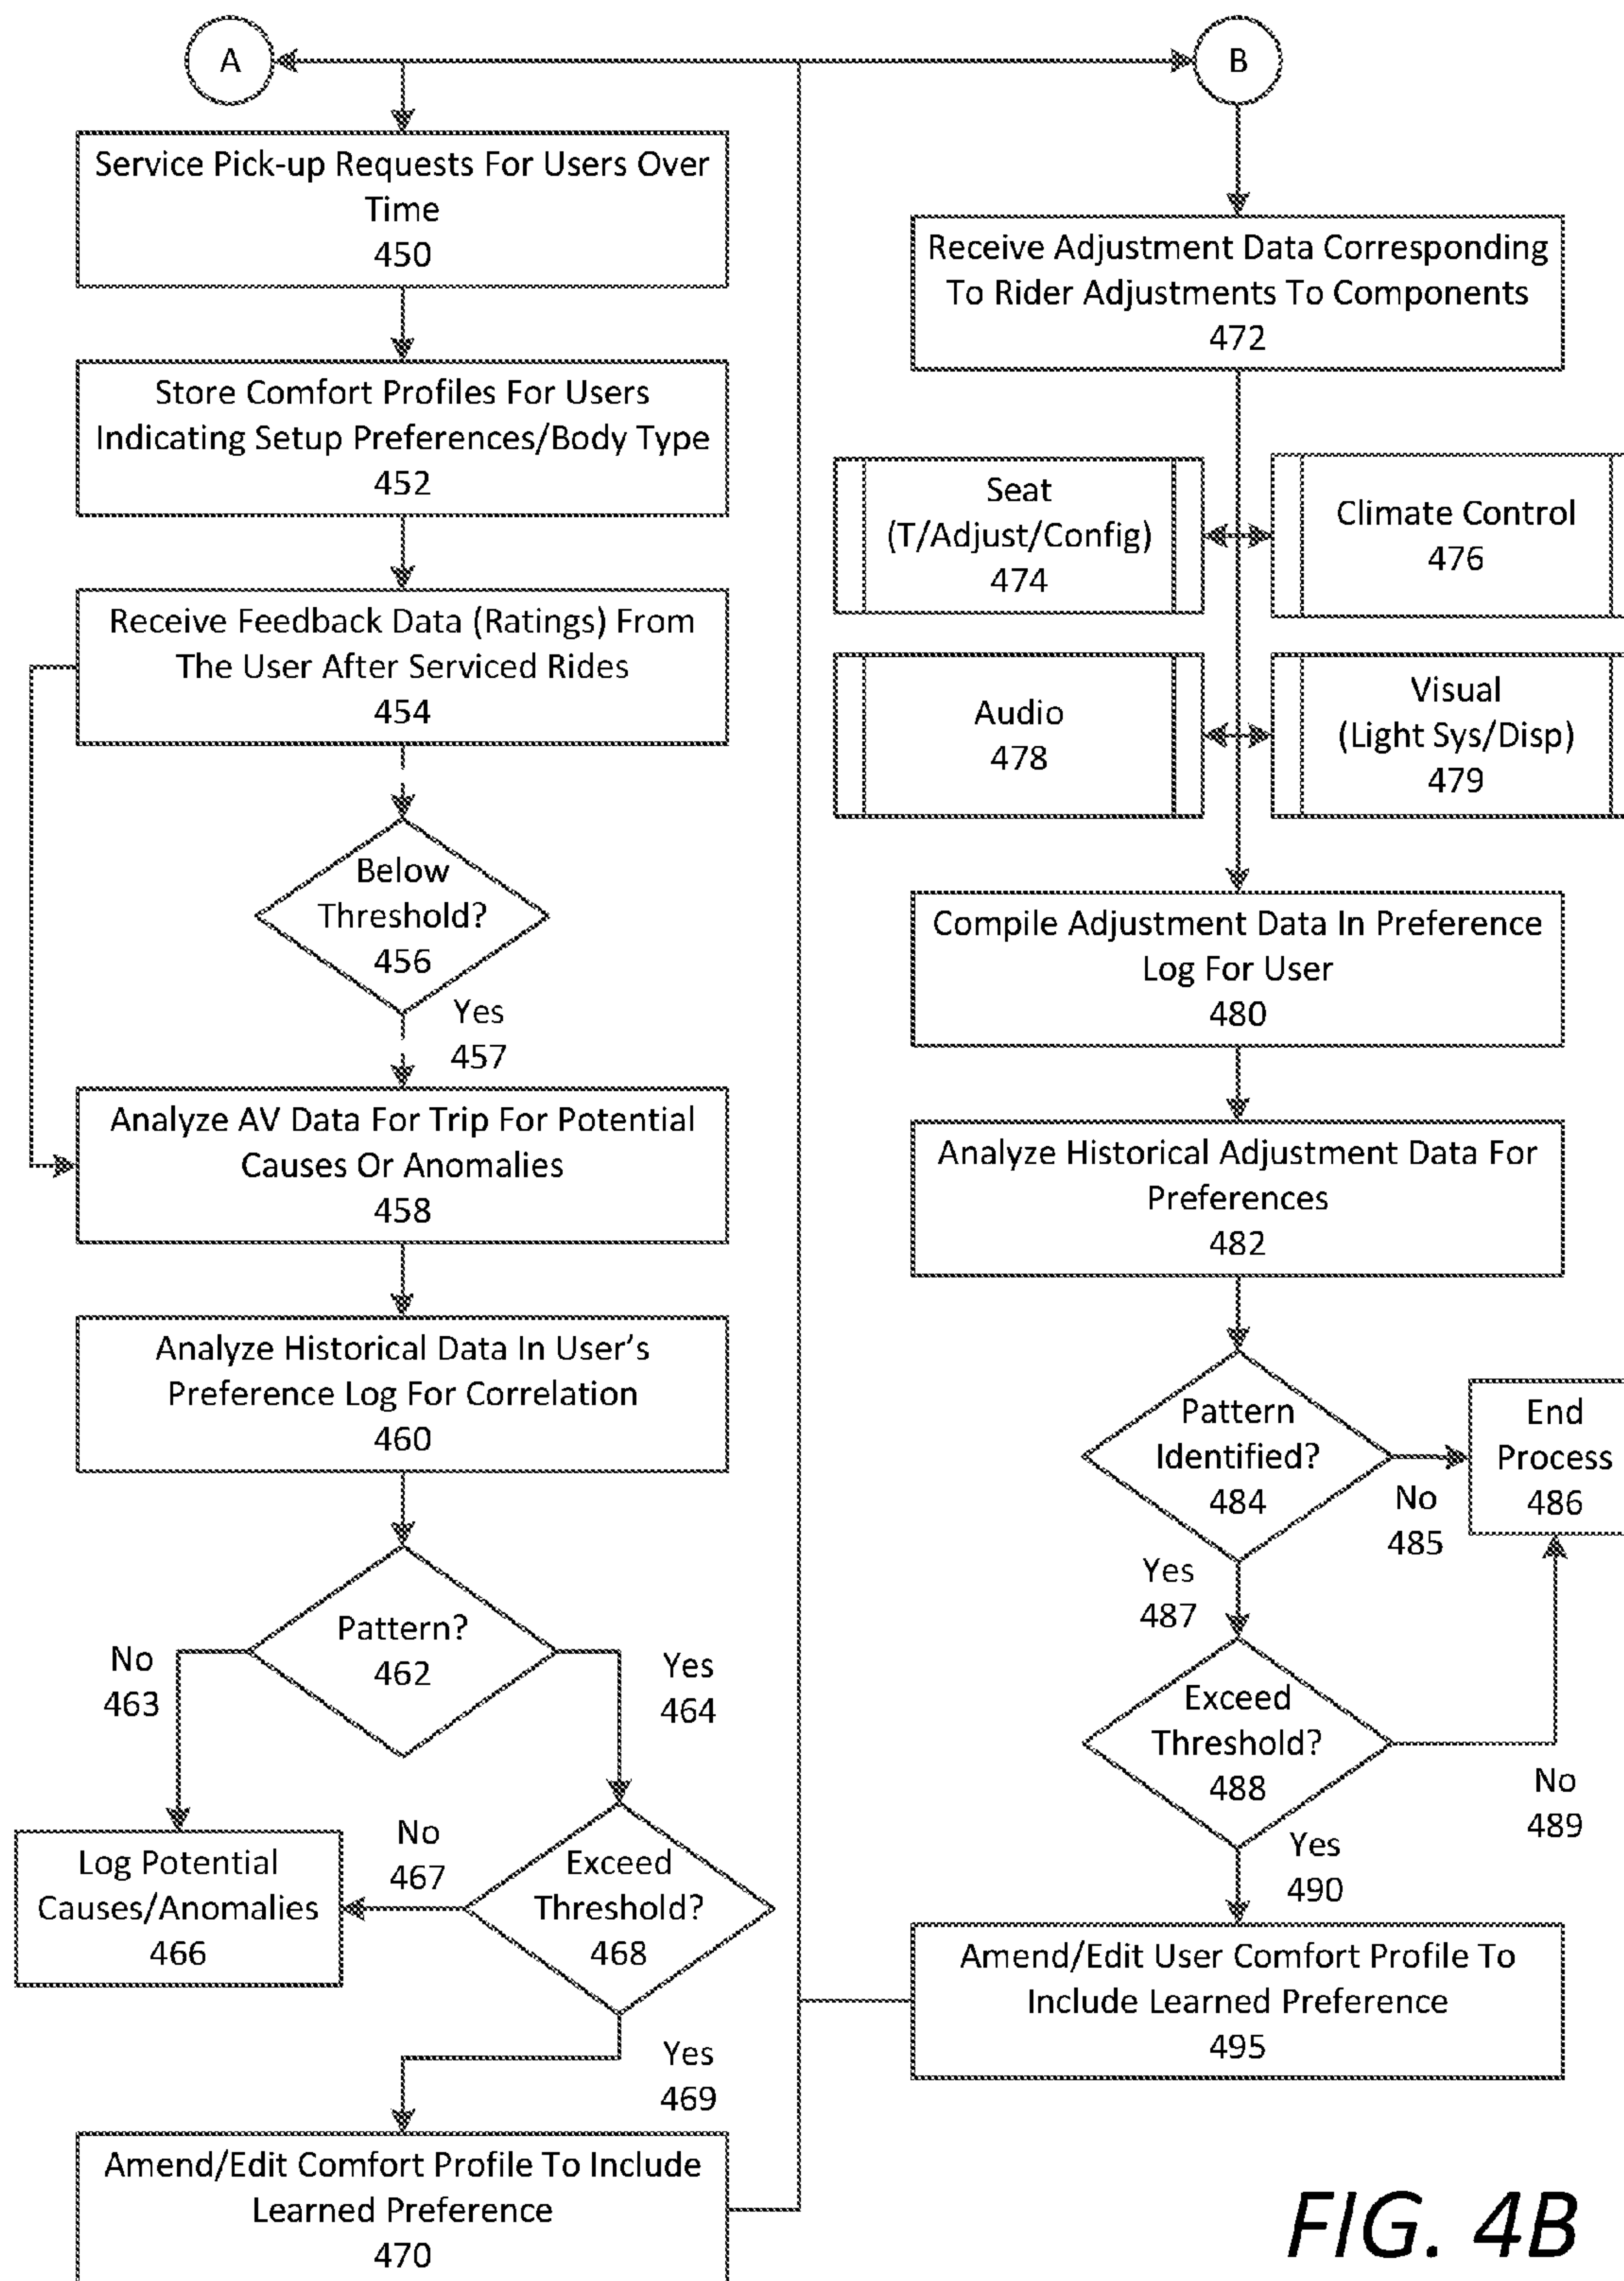 A
B
Service Pick-up Requests For Users Over
Time
450
Store Comfort Profiles For Users
Indicating Setup Preferences/Body Type
452
Receive Feedback Data (Ratings) From
The User After Serviced Rides
454
Below
Threshold?
456
Yes
457
Analyze AV Data For Trip For Potential
Causes Or Anomalies
458
Analyze Historical Data In User’s
Preference Log For Correlation
460
Pattern?
462
No
463
Yes
464
Log Potential
Causes/Anomalies
466
No
467
Exceed
Threshold?
468
Yes
469
Amend/Edit Comfort Profile To Include
Learned Preference
470
Receive Adjustment Data Corresponding
To Rider Adjustments To Components
472
Seat
(T/Adjust/Config)
474
Climate Control
476
Audio
478
Visual
(Light Sys/Disp)
479
Compile Adjustment Data In Preference
Log For User
480
Analyze Historical Adjustment Data For
Preferences
482
Pattern
Identified?
484
No
485
End
Process
486
Yes
487
Exceed
Threshold?
488
No
489
Yes
490
Amend/Edit User Comfort Profile To
Include Learned Preference
495
FIG. 4B